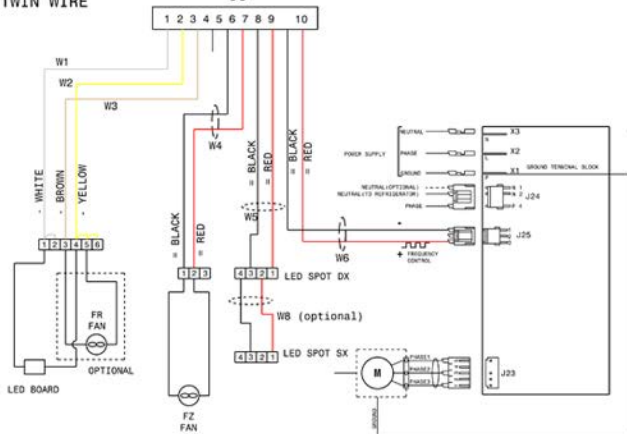 TWIN WIRE
1 2 3 4 5 6 7 8 9 10
W1
W2
W3
W4
W5
W6
- WHITE
- BROWN
- YELLOW
= BLACK
= RED
= BLACK
= RED
= BLACK
= RED
1 2 3 4 5 6
FR
FAN
OPTIONAL
LED BOARD
1 2 3
FZ
FAN
4 3 2 1
LED SPOT DX
W8 (optional)
4 3 2 1
LED SPOT SX
POWER SUPPLY
NEUTRAL
PHASE
GROUND
X3
N
X2
L
X1
GROUND TERMINAL BLOCK
NEUTRAL(OPTIONAL)
NEUTRAL(TO REFRIGERATOR)
PHASE
N 1
N 2
J24
J25
-
+ FREQUENCY
CONTROL
M
PHASE1
PHASE2
PHASE3
J23
GROUND